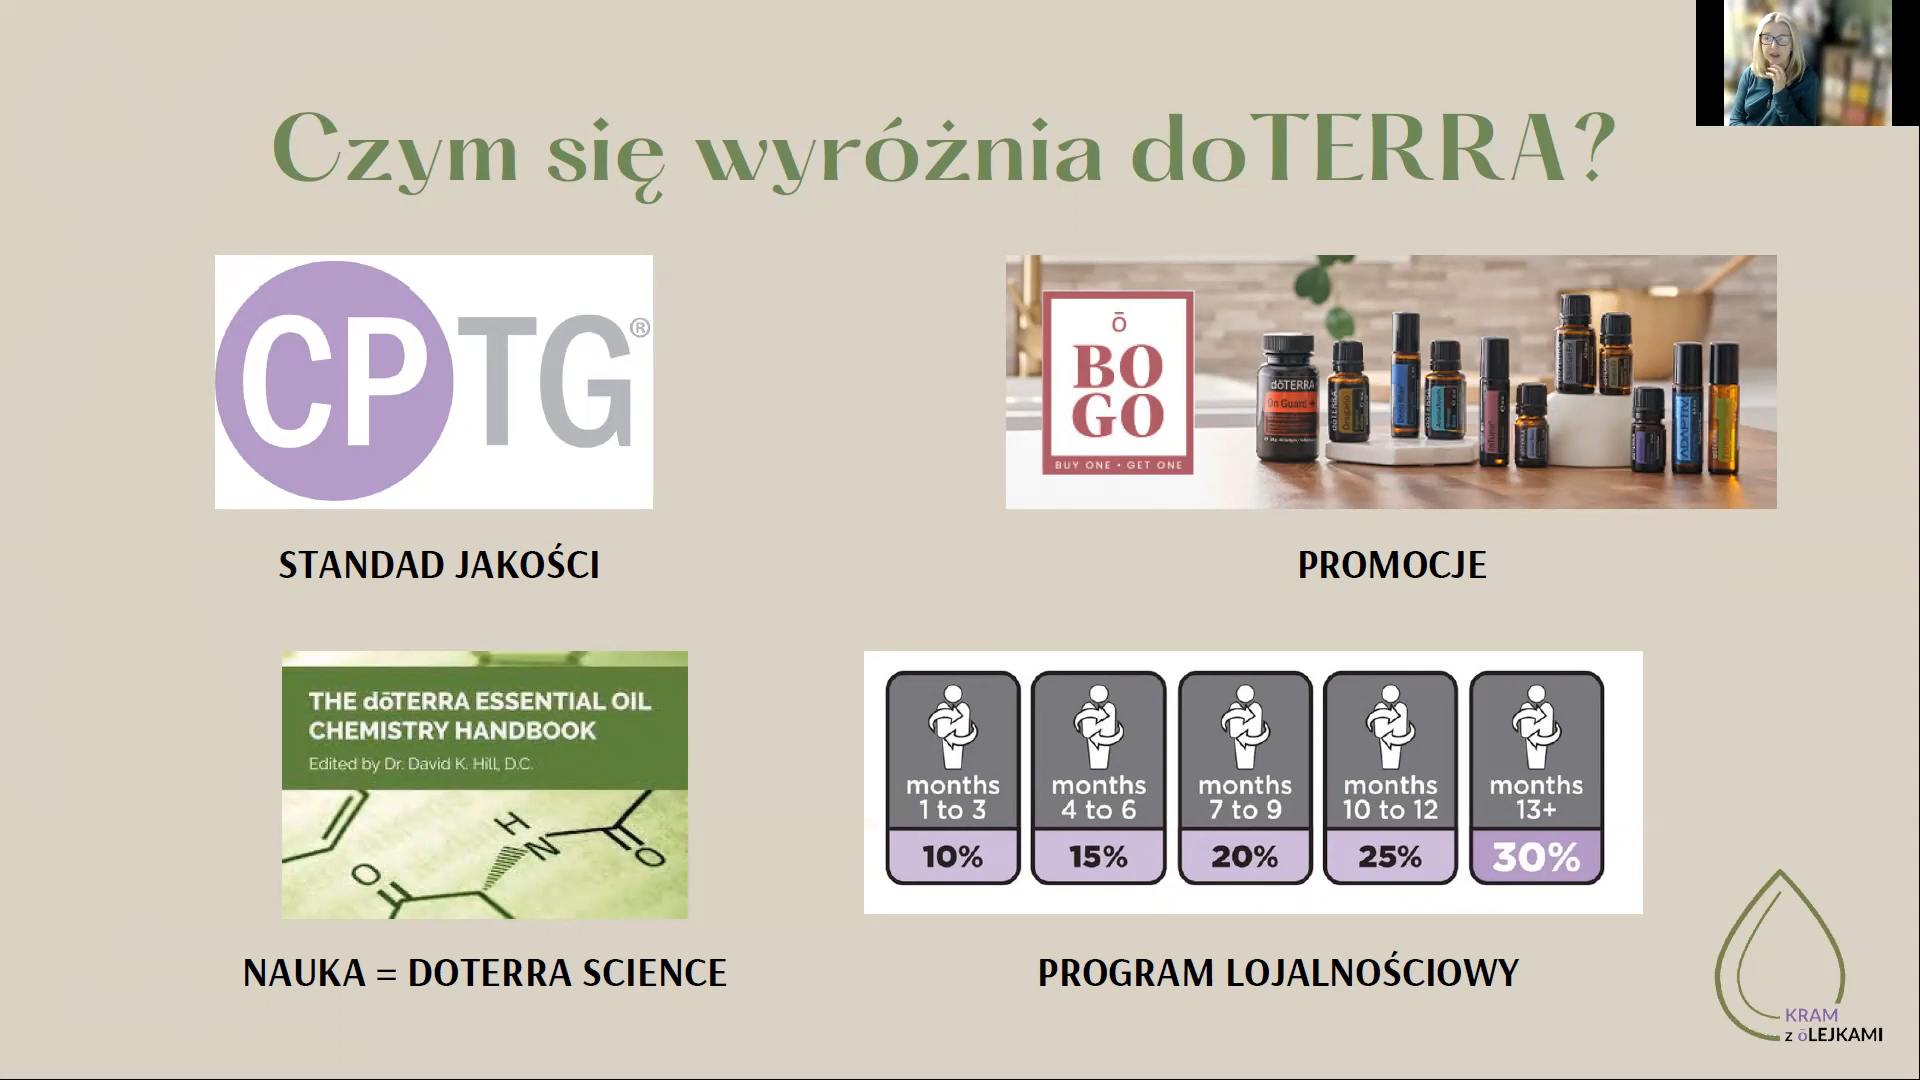 Czym się wyróżnia doTERRA?
CPTG®
ō
BO
GO
BUY ONE • GET ONE
dōTERRA
On Guard +
Oregano
ADAPTIV
STANDAD JAKOŚCI
PROMOCJE
THE dōTERRA ESSENTIAL OIL
CHEMISTRY HANDBOOK
Edited by Dr. David K. Hill, D.C.
H
N
O
O
months
1 to 3
10%
months
4 to 6
15%
months
7 to 9
20%
months
10 to 12
25%
months
13+
30%
NAUKA = DOTERRA SCIENCE
PROGRAM LOJALNOŚCIOWY
KRAM
z ōLEJKAMI